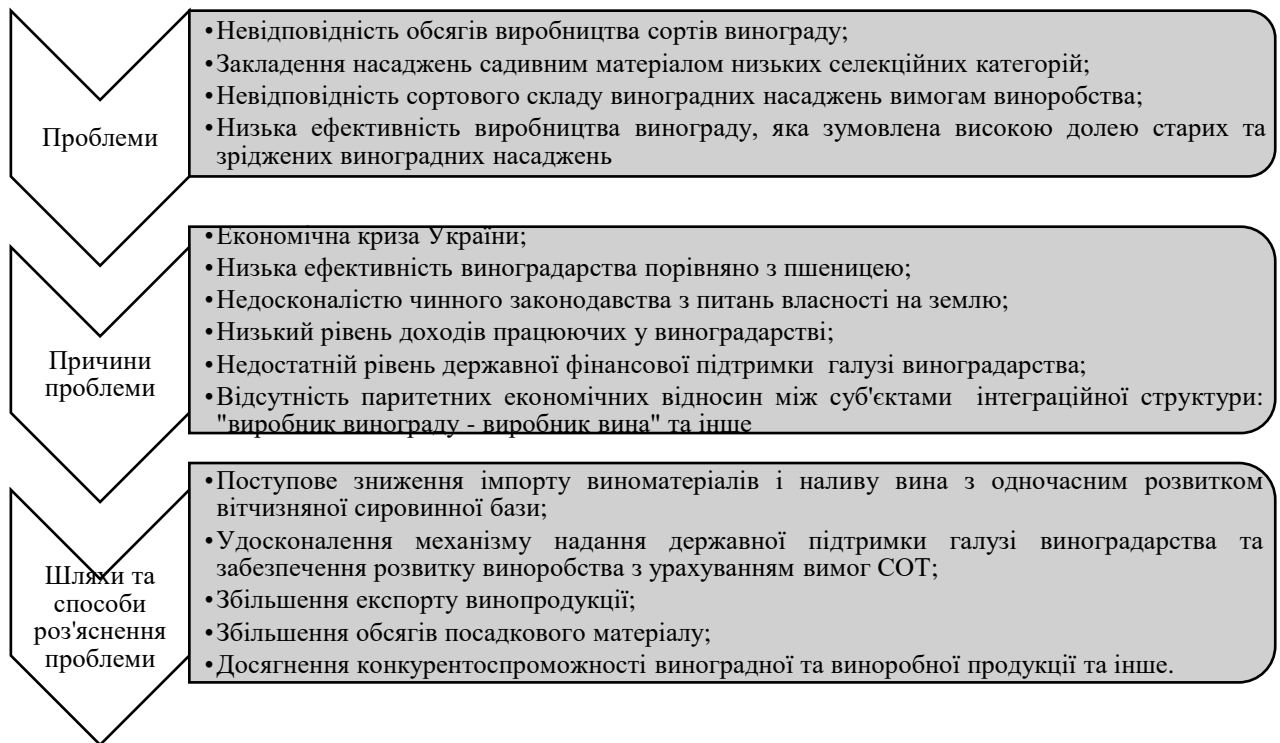 Проблеми
•Невідповідність обсягів виробництва сортів винограду;
•Закладення насаджень садивним матеріалом низьких селекційних категорій;
•Невідповідність сортового складу виноградних насаджень вимогам виноробства;
•Низька ефективність виробництва винограду, яка зумовлена високою долею старих та
зріджених виноградних насаджень
Причини
проблеми
•Економічна криза України;
•Низька ефективність виноградарства порівняно з пшеницею;
•Недосконалістю чинного законодавства з питань власності на землю;
•Низький рівень доходів працюючих у виноградарстві;
•Недостатній рівень державної фінансової підтримки галузі виноградарства;
•Відсутність паритетних економічних відносин між суб'єктами інтеграційної структури:
"виробник винограду - виробник вина" та інше
Шляхи та
способи
роз'яснення
проблеми
•Поступове зниження імпорту виноматеріалів і наливу вина з одночасним розвитком
вітчизняної сировинної бази;
•Удосконалення механізму надання державної підтримки галузі виноградарства та
забезпечення розвитку виноробства з урахуванням вимог СОТ;
•Збільшення експорту винопродукції;
•Збільшення обсягів посадкового матеріалу;
•Досягнення конкурентоспроможності виноградної та виноробної продукції та інше.